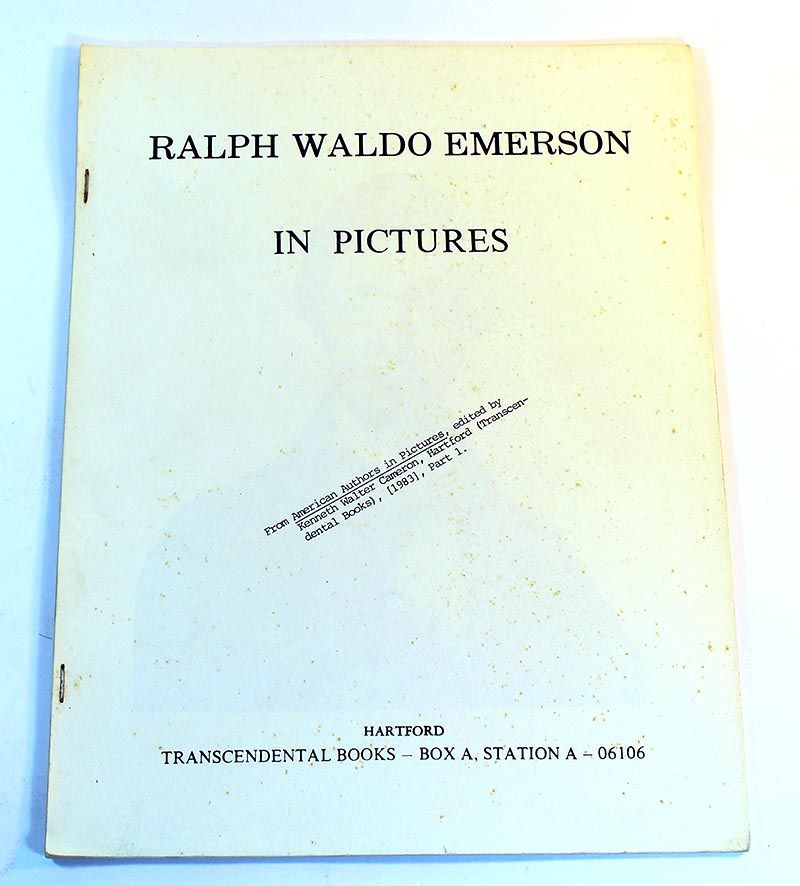 RALPH WALDO EMERSON
IN PICTURES
From American Authors in Pictures, edited by
Kenneth Walter Cameron, Hartford (Transcen-
dental Books), [1983], Part 1.
HARTFORD
TRANSCENDENTAL BOOKS – BOX A, STATION A – 06106